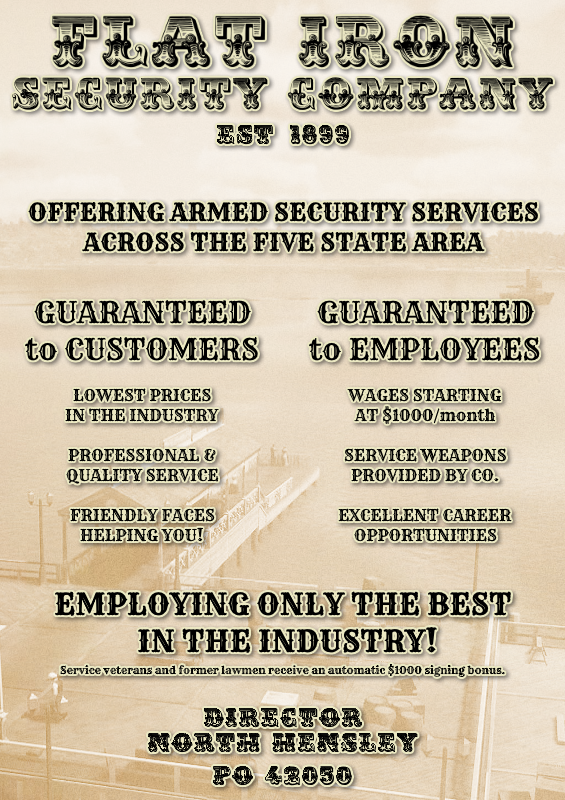 FLAT IRON
SECURITY COMPANY
EST 1899
OFFERING ARMED SECURITY SERVICES
ACROSS THE FIVE STATE AREA
GUARANTEED
to CUSTOMERS
LOWEST PRICES
IN THE INDUSTRY
PROFESSIONAL &
QUALITY SERVICE
FRIENDLY FACES
HELPING YOU!
GUARANTEED
to EMPLOYEES
WAGES STARTING
AT $1000/month
SERVICE WEAPONS
PROVIDED BY CO.
EXCELLENT CAREER
OPPORTUNITIES
EMPLOYING ONLY THE BEST
IN THE INDUSTRY!
Service veterans and former lawmen receive an automatic $1000 signing bonus.
DIRECTOR
NORTH HENSLEY
PO 42050